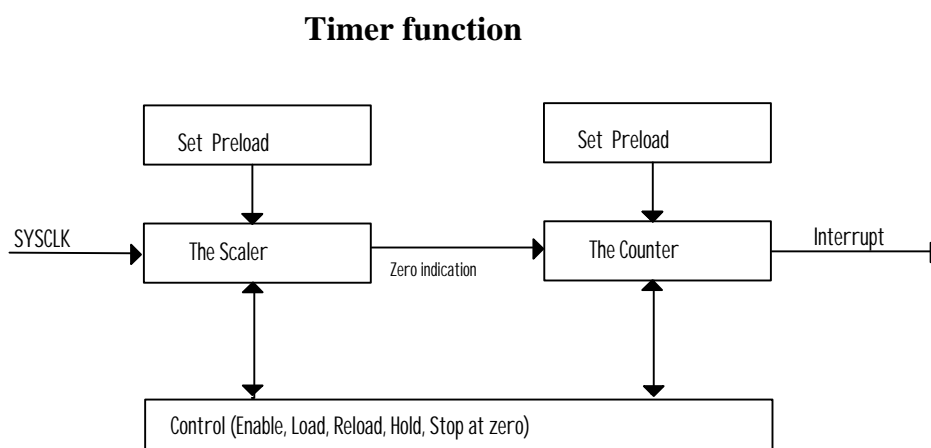 Timer function
Set Preload
Set Preload
SYSCLK
The Scaler
Zero indication
The Counter
Interrupt
Control (Enable, Load, Reload, Hold, Stop at zero)